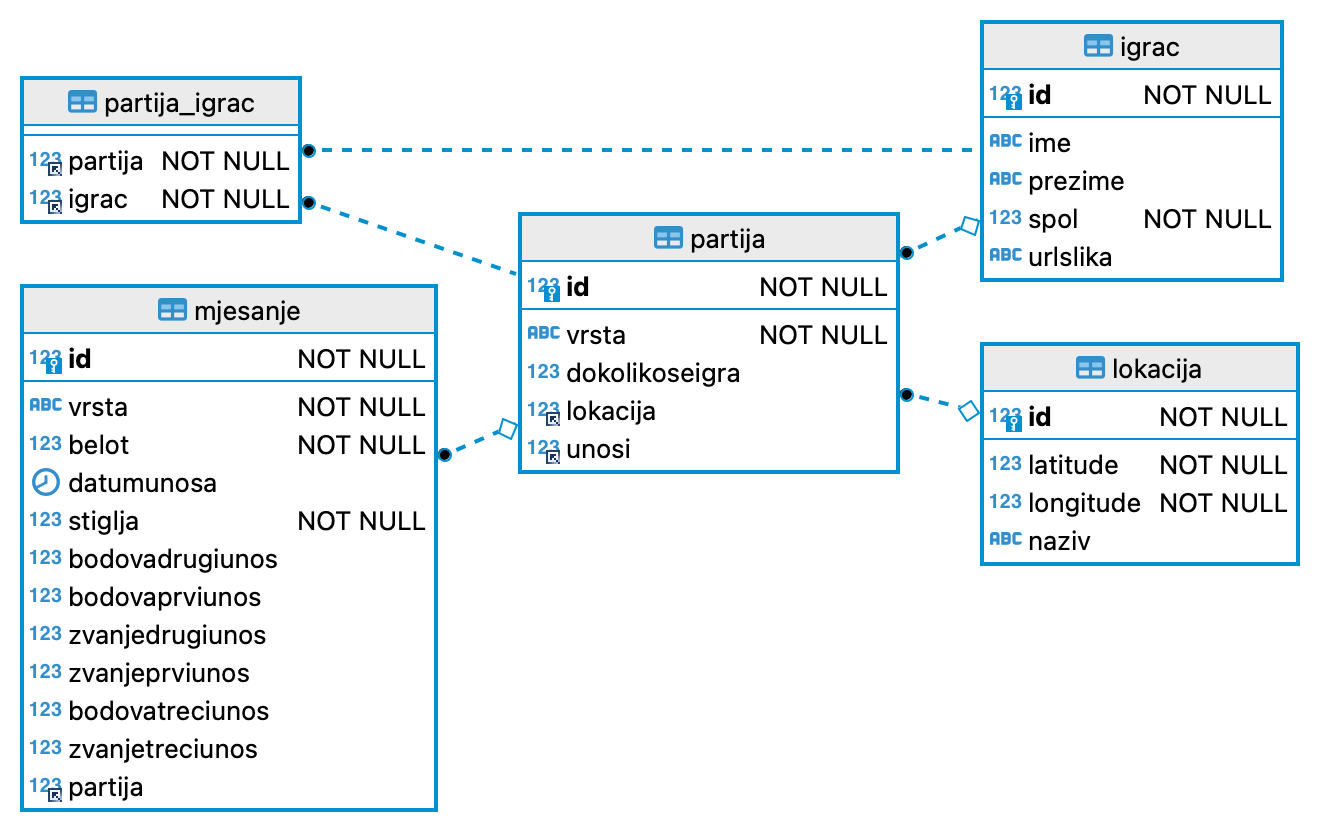 partija_igrac
123 partija NOT NULL
123 igrac NOT NULL
mjesanje
123 id NOT NULL
ABC vrsta NOT NULL
123 belot NOT NULL
datumunosa
123 stiglja NOT NULL
123 bodovadrugiunos
123 bodovaprviunos
123 zvanjedrugiunos
123 zvanjeprviunos
123 bodovatreciunos
123 zvanjetreciunos
123 partija
partija
123 id NOT NULL
ABC vrsta NOT NULL
123 dokolikoseigra
123 lokacija
123 unosi
igrac
123 id NOT NULL
ABC ime
ABC prezime
123 spol NOT NULL
ABC urlslika
lokacija
123 id NOT NULL
123 latitude NOT NULL
123 longitude NOT NULL
ABC naziv